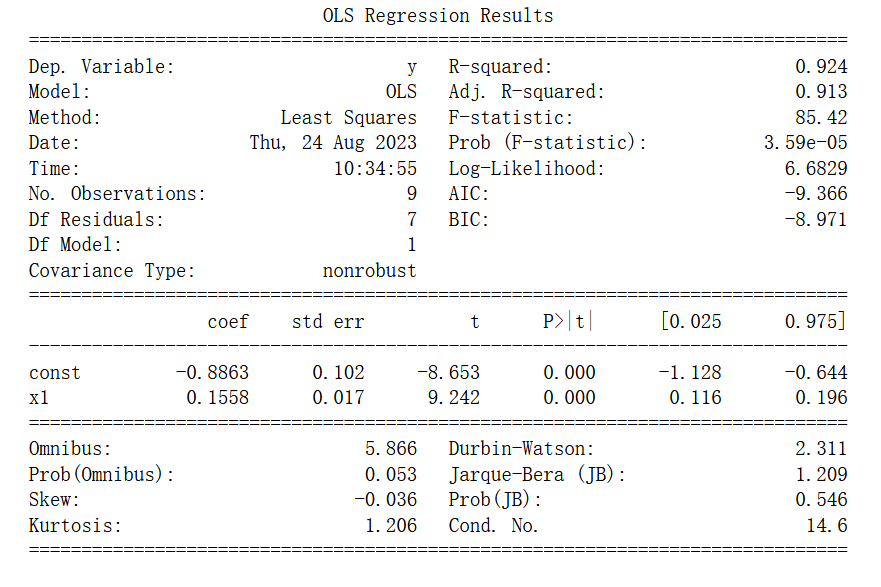 OLS Regression Results
==============================================================================
Dep. Variable: y R-squared: 0.924
Model: OLS Adj. R-squared: 0.913
Method: Least Squares F-statistic: 85.42
Date: Thu, 24 Aug 2023 Prob (F-statistic): 3.59e-05
Time: 10:34:55 Log-Likelihood: 6.6829
No. Observations: 9 AIC: -9.366
Df Residuals: 7 BIC: -8.971
Df Model: 1
Covariance Type: nonrobust
==============================================================================
coef std err t P>|t| [0.025 0.975]
------------------------------------------------------------------------------
const -0.8863 0.102 -8.653 0.000 -1.128 -0.644
x1 0.1558 0.017 9.242 0.000 0.116 0.196
==============================================================================
Omnibus: 5.866 Durbin-Watson: 2.311
Prob(Omnibus): 0.053 Jarque-Bera (JB): 1.209
Skew: -0.036 Prob(JB): 0.546
Kurtosis: 1.206 Cond. No. 14.6
==============================================================================